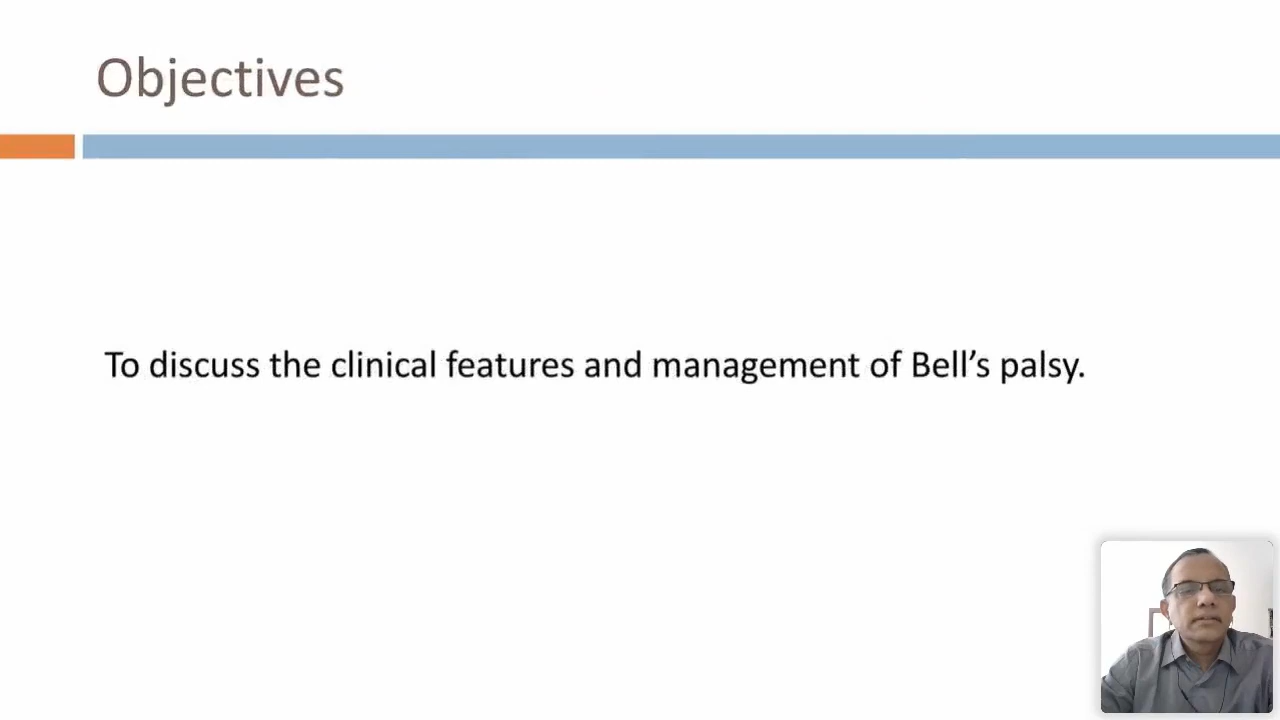 Objectives
To discuss the clinical features and management of Bell’s palsy.